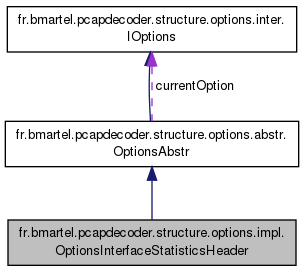 fr.bmartel.pcapdecoder.structure.options.inter.
IOptions
currentOption
fr.bmartel.pcapdecoder.structure.options.abstr.
OptionsAbstr
fr.bmartel.pcapdecoder.structure.options.impl.
OptionsInterfaceStatisticsHeader